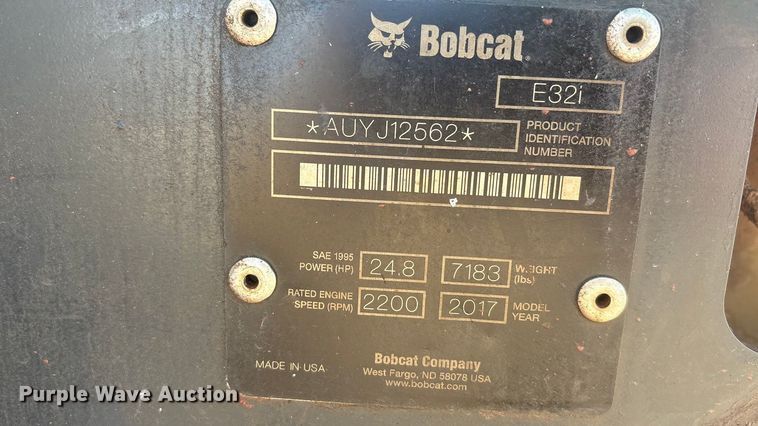 Bobcat
E32i
*AUYJ12562*
PRODUCT
IDENTIFICATION
NUMBER
SAE 1995
POWER (HP)
24.8
7183
WEIGHT
(lbs)
RATED ENGINE
SPEED (RPM)
2200
2017
MODEL
YEAR
MADE IN USA
Bobcat Company
West Fargo, ND 58078 USA
www.bobcat.com
Purple Wave Auction